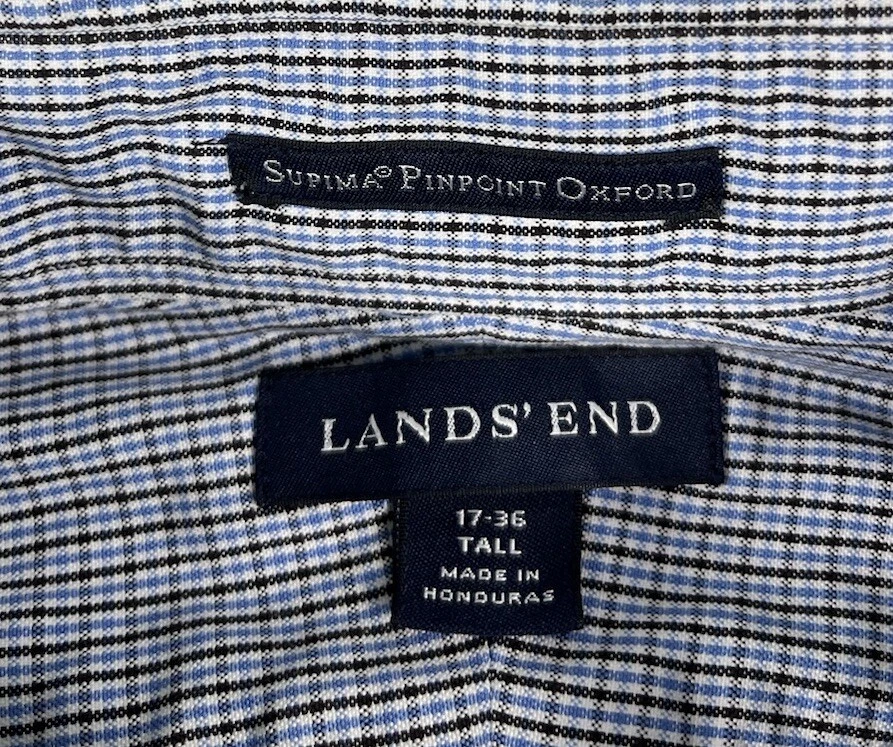 SUPIMA® PINPOINT OXFORD
LANDS' END
17-36
TALL
MADE IN
HONDURAS